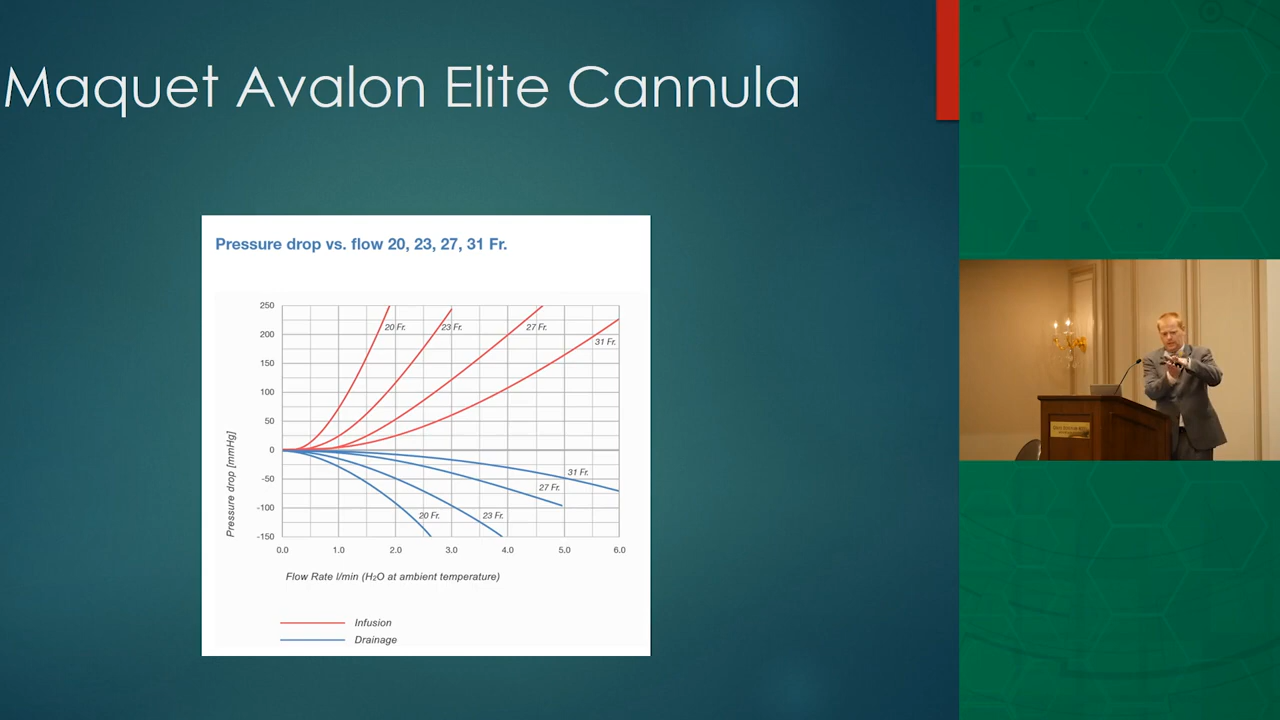 Maquet Avalon Elite Cannula
Pressure drop vs. flow 20, 23, 27, 31 Fr.
250
200
150
100
50
0
-50
-100
-150
Pressure drop [mmHg]
20 Fr.
23 Fr.
27 Fr.
31 Fr.
31 Fr.
27 Fr.
20 Fr.
23 Fr.
0.0
1.0
2.0
3.0
4.0
5.0
6.0
Flow Rate l/min (H₂O at ambient temperature)
Infusion
Drainage